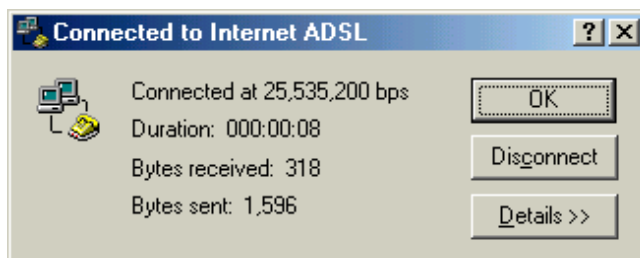 Connected to Internet ADSL
Connected at 25,535,200 bps
Duration: 000:00:08
Bytes received: 318
Bytes sent: 1,596
OK
Disconnect
Details >>